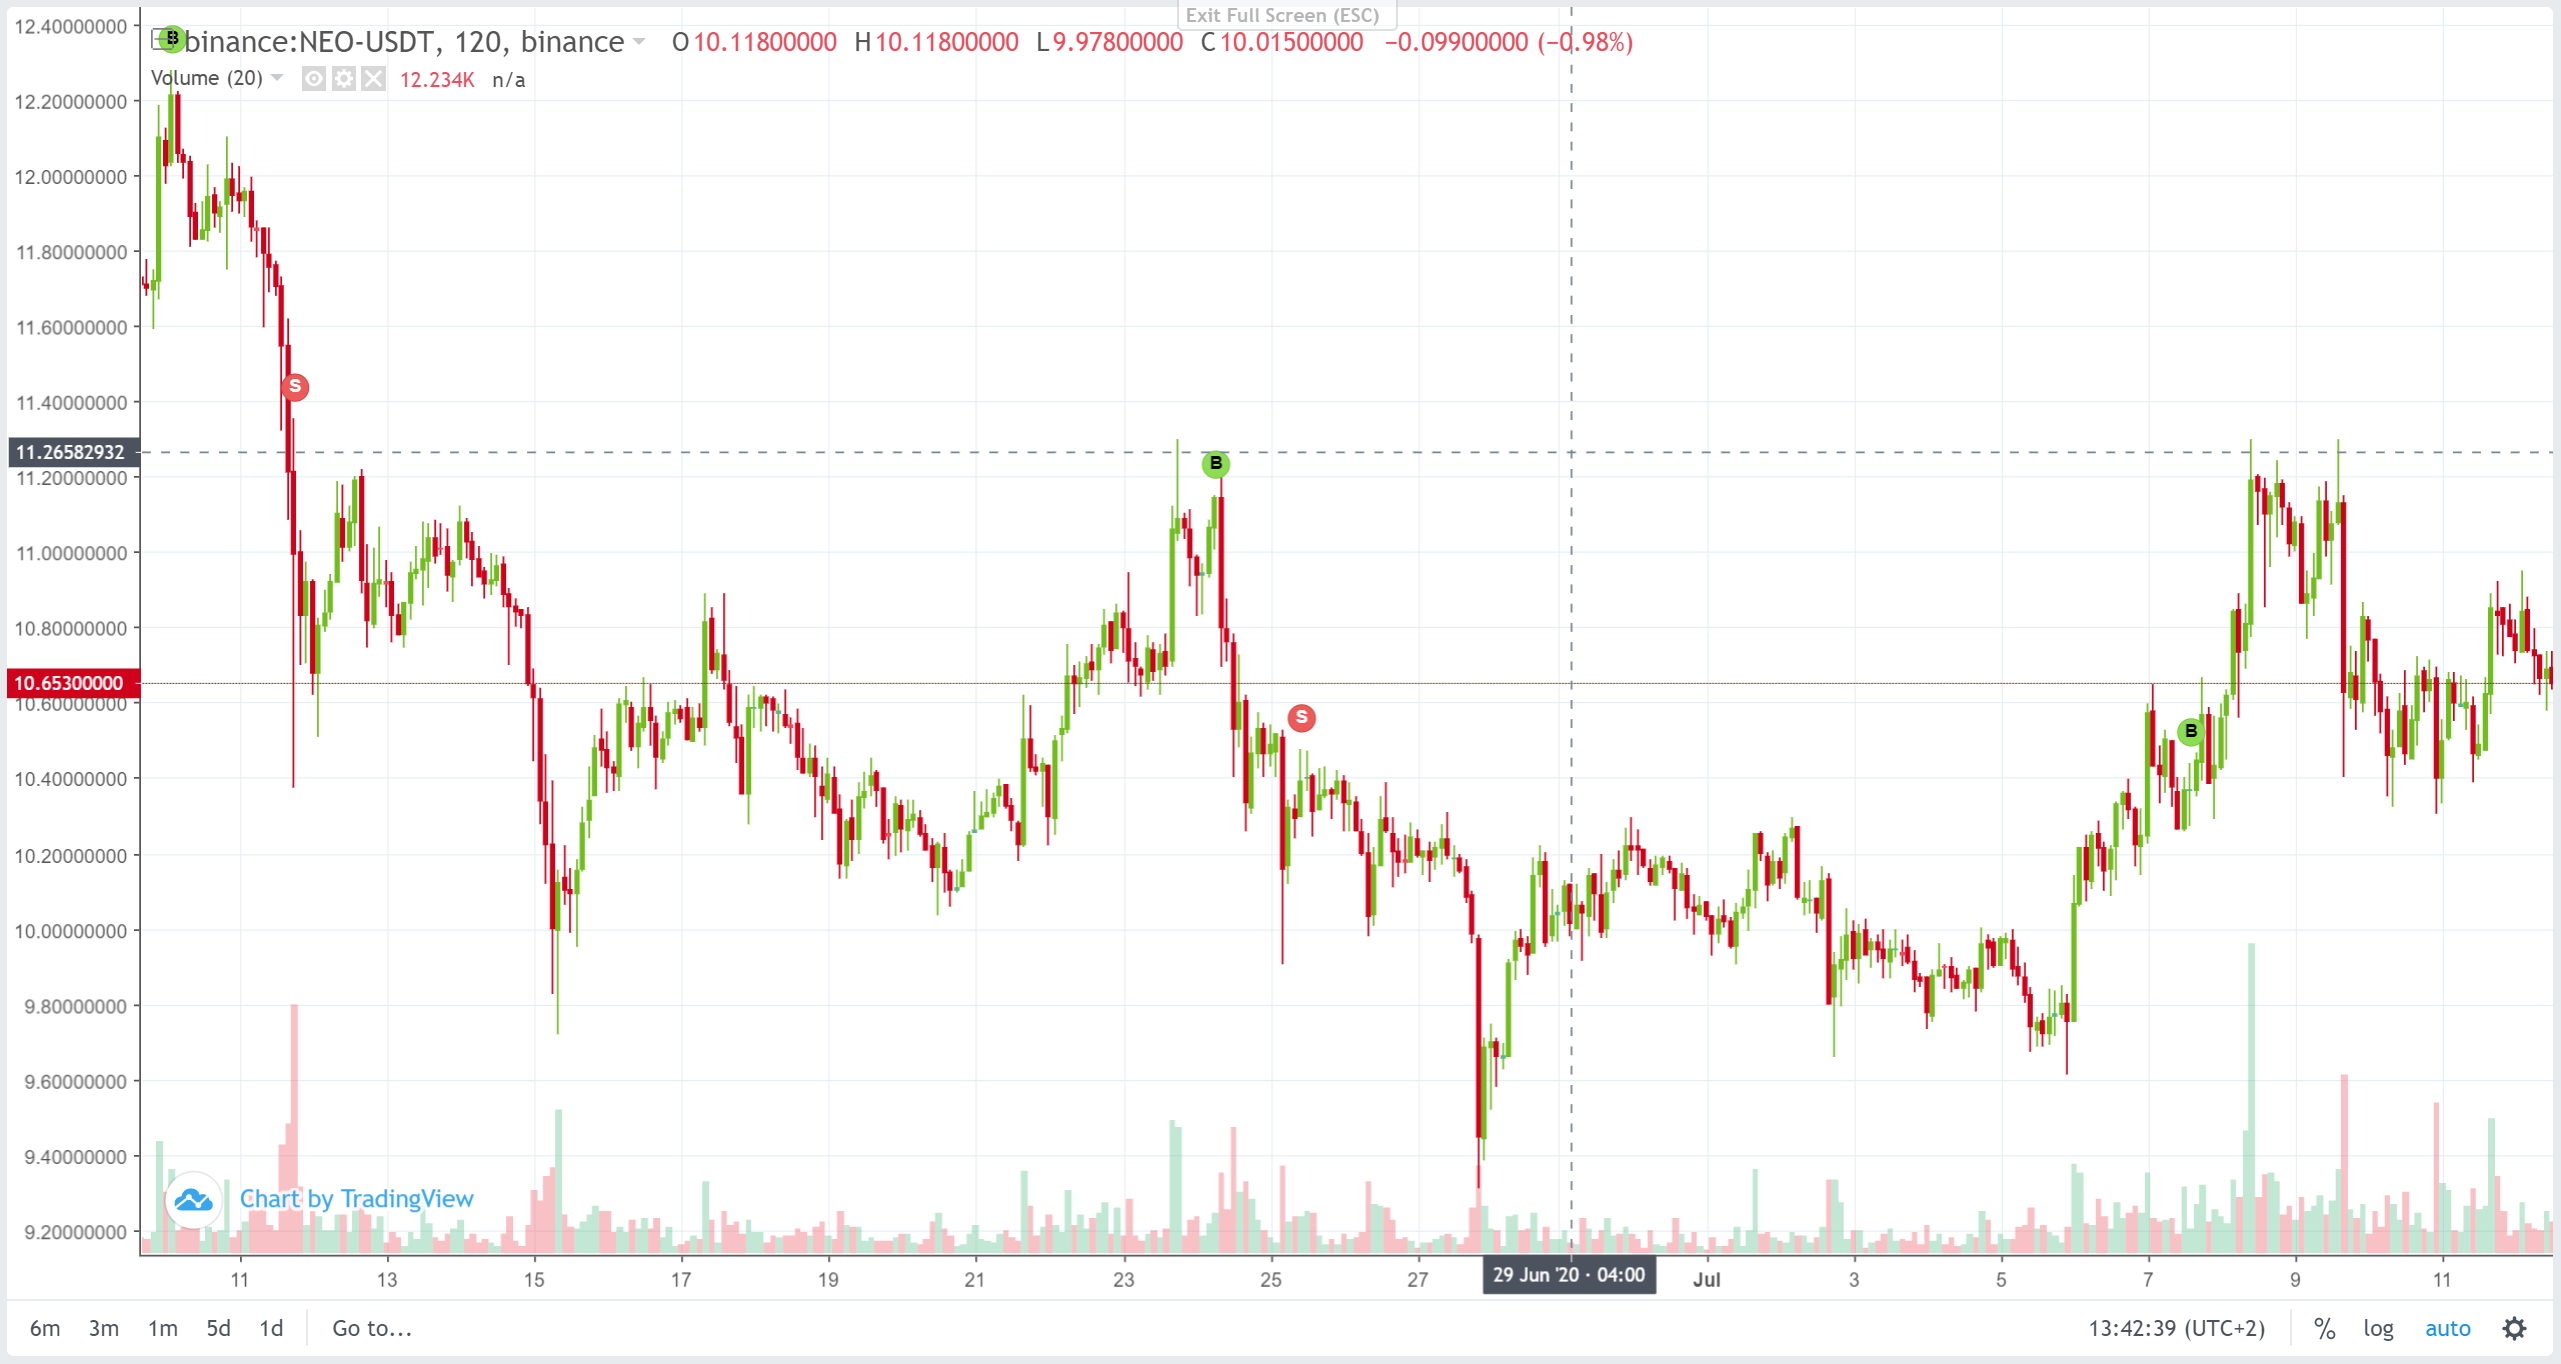 Exit Full Screen (ESC)
B
binance:NEO-USDT, 120, binance O10.11800000 H10.11800000 L9.97800000 C10.01500000 −0.09900000 (−0.98%)
Volume (20) 12.234K n/a
12.40000000
12.20000000
12.00000000
11.80000000
11.60000000
11.40000000
11.26582932
11.20000000
11.00000000
10.80000000
10.65300000
10.60000000
10.40000000
10.20000000
10.00000000
9.80000000
9.60000000
9.40000000
9.20000000
S
B
S
B
Chart by TradingView
11 13 15 17 19 21 23 25 27 29 Jun '20 · 04:00 Jul 3 5 7 9 11
6m 3m 1m 5d 1d Go to... 13:42:39 (UTC+2) % log auto